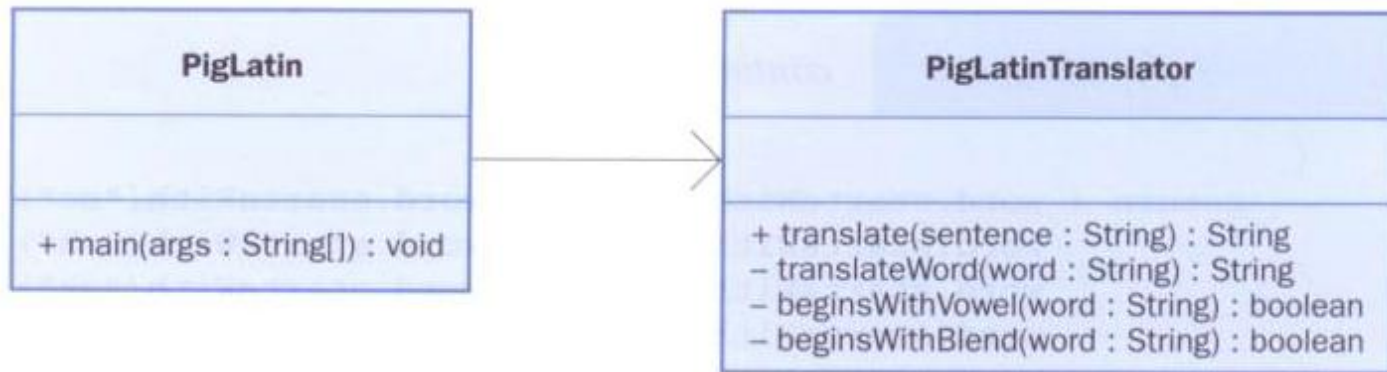 PigLatin
+ main(args : String[]) : void
PigLatinTranslator
+ translate(sentence : String) : String
– translateWord(word : String) : String
– beginsWithVowel(word : String) : boolean
– beginsWithBlend(word : String) : boolean